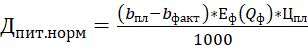 Д_пит.норм = ((b_пл − b_факт) * Е_ф(Q_ф) * Ц_пл) / 1000